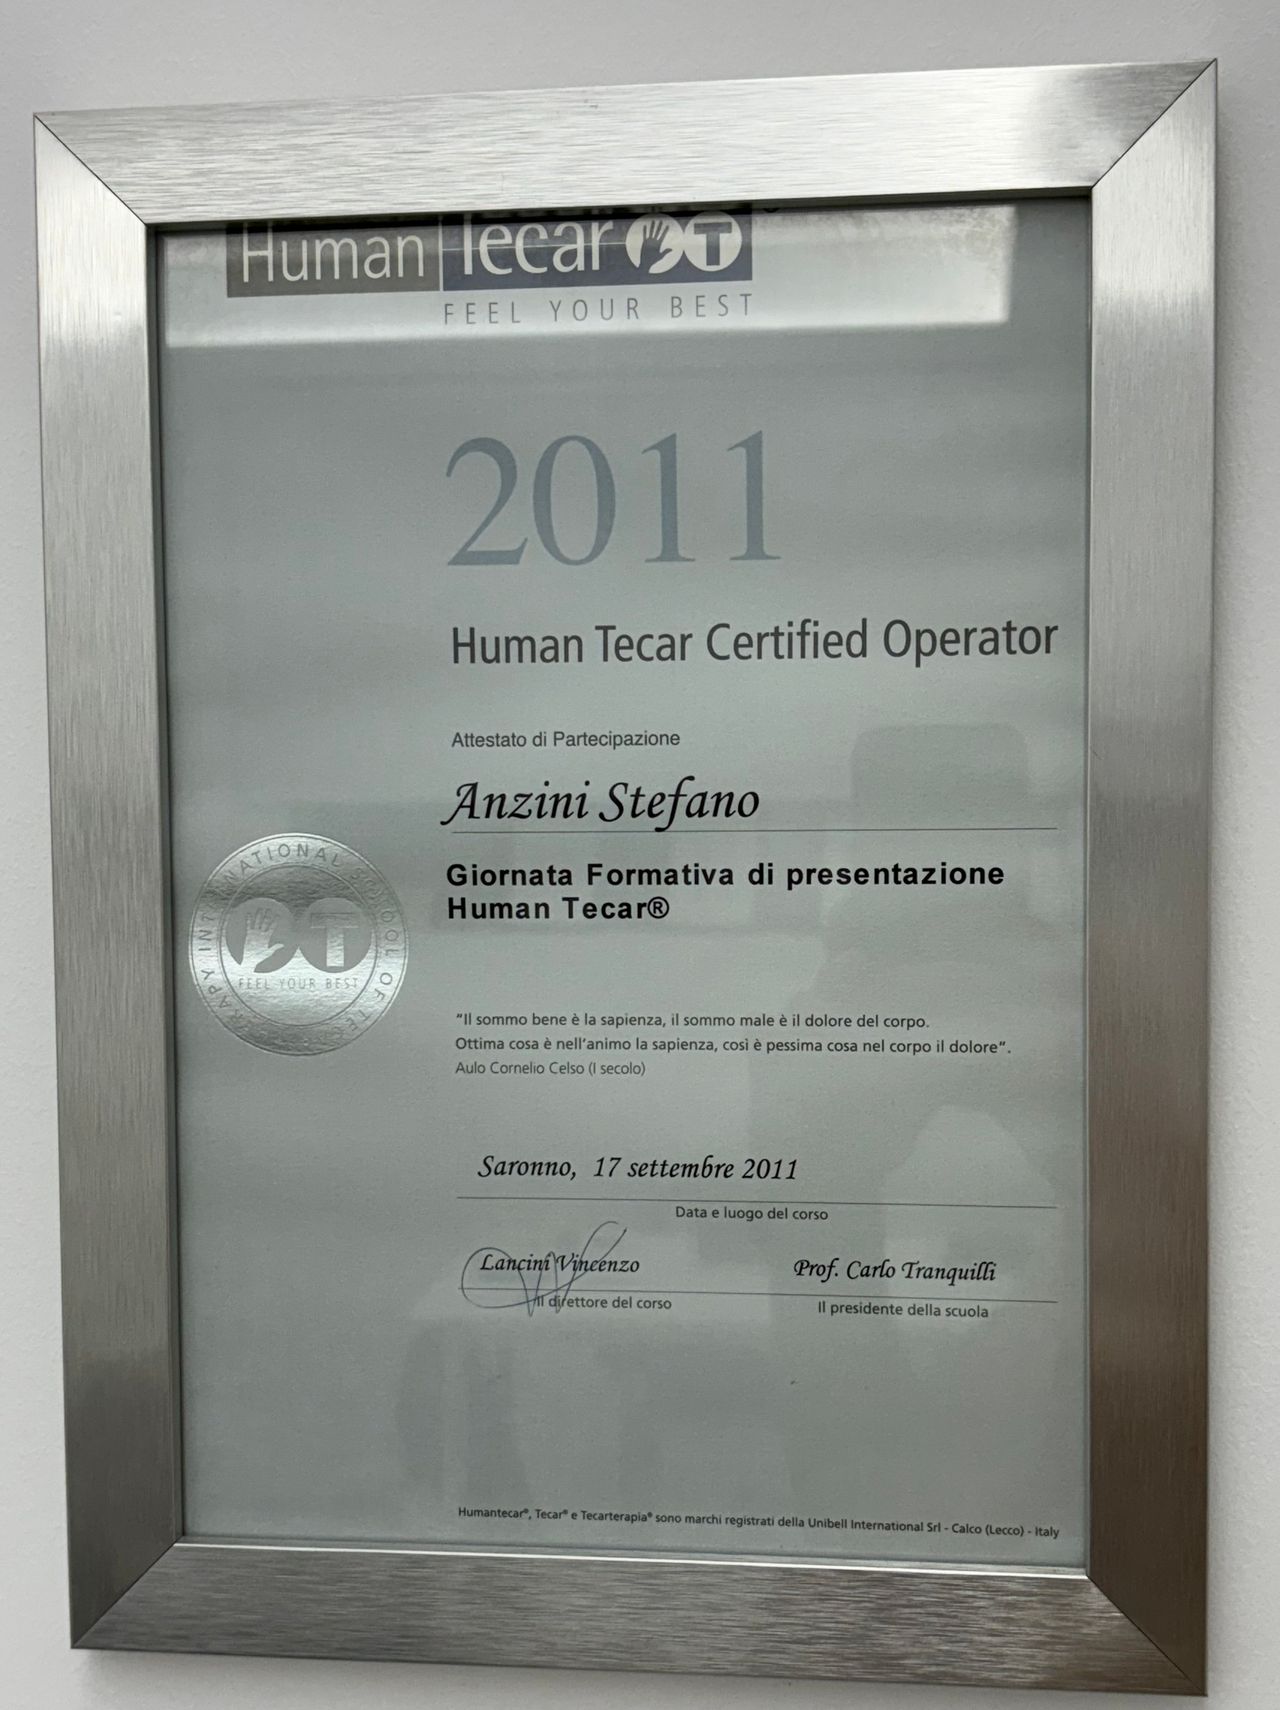 Human Tecar
FEEL YOUR BEST
2011
Human Tecar Certified Operator
Attestato di Partecipazione
Anzini Stefano
Giornata Formativa di presentazione
Human Tecar®
INTERNATIONAL SCHOOL OF
FEEL YOUR BEST
“Il sommo bene è la sapienza, il sommo male è il dolore del corpo.
Ottima cosa è nell’animo la sapienza, così è pessima cosa nel corpo il dolore”.
Aulo Cornelio Celso (I secolo)
Saronno, 17 settembre 2011
Data e luogo del corso
Lancini Vincenzo
Il direttore del corso
Prof. Carlo Tranquilli
Il presidente della scuola
Humantecar®, Tecar® e Tecarterapia® sono marchi registrati della Unibell International Srl - Calco (Lecco) - Italy